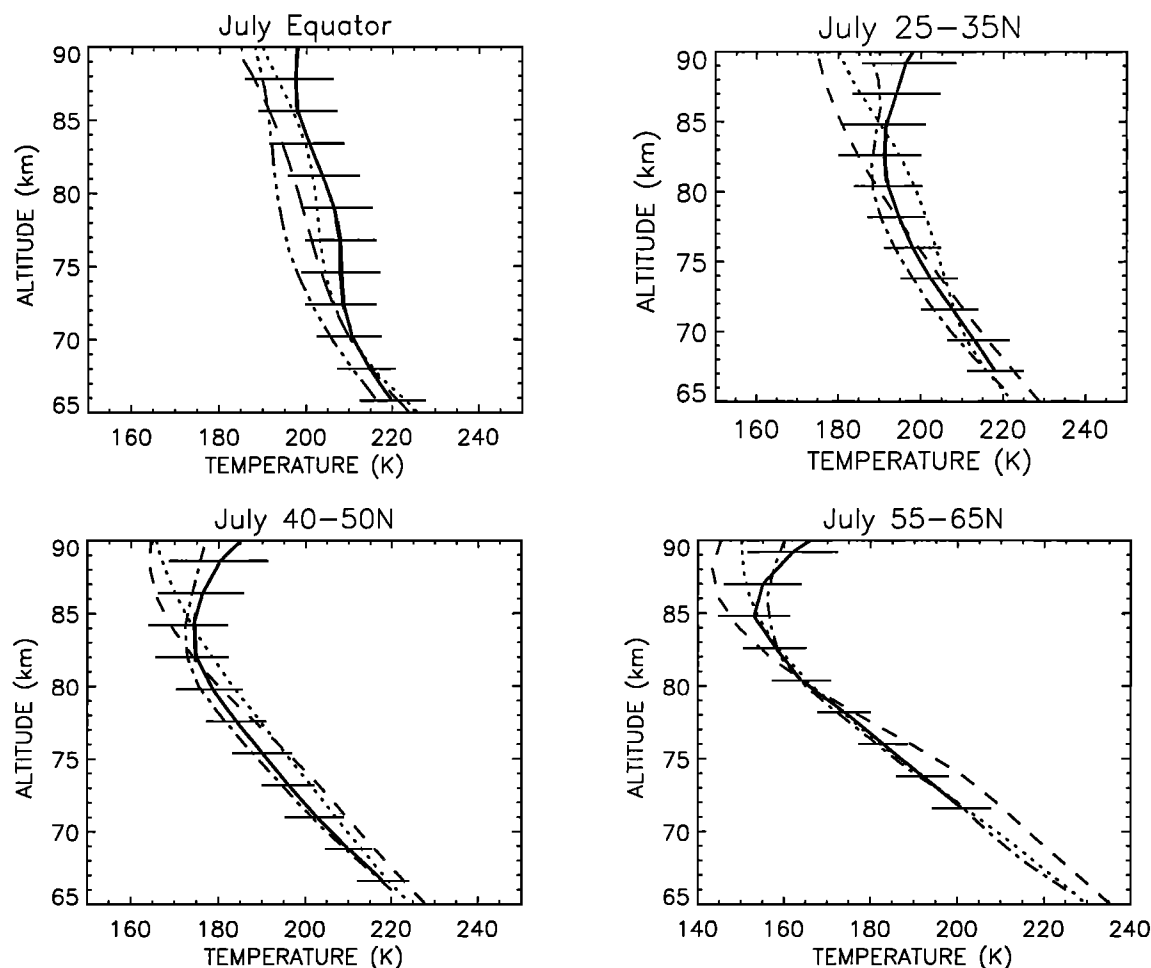 July Equator
90
85
80
75
70
65
ALTITUDE (km)
160 180 200 220 240
TEMPERATURE (K)
July 25–35N
90
85
80
75
70
65
ALTITUDE (km)
160 180 200 220 240
TEMPERATURE (K)
July 40–50N
90
85
80
75
70
65
ALTITUDE (km)
160 180 200 220 240
TEMPERATURE (K)
July 55–65N
90
85
80
75
70
65
ALTITUDE (km)
140 160 180 200 220 240
TEMPERATURE (K)